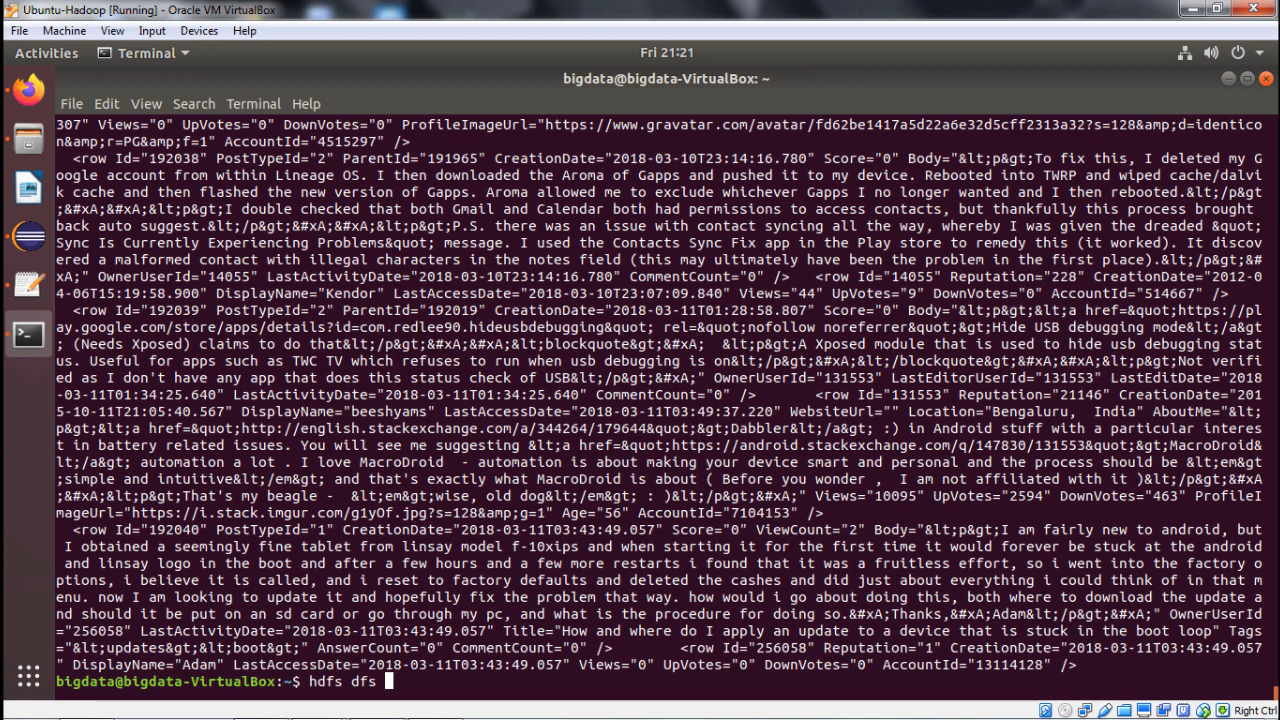 Ubuntu-Hadoop [Running] - Oracle VM VirtualBox
File Machine View Input Devices Help
Activities Terminal Fri 21:21
bigdata@bigdata-VirtualBox: ~
File Edit View Search Terminal Help
307" Views="0" UpVotes="0" DownVotes="0" ProfileImageUrl="https://www.gravatar.com/avatar/fd62be1417a5d22a6e32d5cff2313a32?s=128&amp;d=identico
n&amp;r=PG&amp;f=1" AccountId="4515297" />
<row Id="192038" PostTypeId="2" ParentId="191965" CreationDate="2018-03-10T23:14:16.780" Score="0" Body="&lt;p&gt;To fix this, I deleted my G
oogle account from within Lineage OS. I then downloaded the Aroma of Gapps and pushed it to my device. Rebooted into TWRP and wiped cache/dalvi
k cache and then flashed the new version of Gapps. Aroma allowed me to exclude whichever Gapps I no longer wanted and I then rebooted.&lt;/p&gt
;&#xA;&#xA;&lt;p&gt;I double checked that both Gmail and Calendar both had permissions to access contacts, but thankfully this process brought
back auto suggest.&lt;/p&gt;&#xA;&#xA;&lt;p&gt;P.S. there was an issue with contact syncing all the way, whereby I was given the dreaded &quot;
Sync Is Currently Experiencing Problems&quot; message. I used the Contacts Sync Fix app in the Play store to remedy this (it worked). It discov
ered a malformed contact with illegal characters in the notes field (this may ultimately have been the problem in the first place).&lt;/p&gt;&#
xA;" OwnerUserId="14055" LastActivityDate="2018-03-10T23:14:16.780" CommentCount="0" /> <row Id="14055" Reputation="228" CreationDate="2012-0
4-06T15:19:58.900" DisplayName="Kendor" LastAccessDate="2018-03-10T23:07:09.840" Views="44" UpVotes="9" DownVotes="0" AccountId="514667" />
<row Id="192039" PostTypeId="2" ParentId="192019" CreationDate="2018-03-11T01:28:58.807" Score="0" Body="&lt;p&gt;&lt;a href=&quot;https://pl
ay.google.com/store/apps/details?id=com.redlee90.hideusbdebugging&quot; rel=&quot;nofollow noreferrer&quot;&gt;Hide USB debugging mode&lt;/a&gt
; (Needs Xposed) claims to do that&lt;/p&gt;&#xA;&#xA;&lt;blockquote&gt;&#xA;  &lt;p&gt;A Xposed module that is used to hide usb debugging stat
us. Useful for apps such as TWC TV which refuses to run when usb debugging is on&lt;/p&gt;&#xA;&lt;/blockquote&gt;&#xA;&#xA;&lt;p&gt;Not verifi
ed as I don't have any app that does this status check of USB&lt;/p&gt;&#xA;" OwnerUserId="131553" LastEditorUserId="131553" LastEditDate="2018
-03-11T01:34:25.640" LastActivityDate="2018-03-11T01:34:25.640" CommentCount="0" /> <row Id="131553" Reputation="21146" CreationDate="201
5-10-11T21:05:40.567" DisplayName="beeshyams" LastAccessDate="2018-03-11T03:49:37.220" WebsiteUrl="" Location="Bengaluru,  India" AboutMe="&lt;
p&gt;&lt;a href=&quot;http://english.stackexchange.com/a/344264/179644&quot;&gt;Dabbler&lt;/a&gt; :) in Android stuff with a particular interes
t in battery related issues. You will see me suggesting &lt;a href=&quot;https://android.stackexchange.com/q/147830/131553&quot;&gt;MacroDroid&
lt;/a&gt; automation a lot . I love MacroDroid  - automation is about making your device smart and personal and the process should be &lt;em&gt
;simple and intuitive&lt;/em&gt; and that's exactly what MacroDroid is about ( Before you wonder ,  I am not affiliated with it )&lt;/p&gt;&#xA
;&#xA;&lt;p&gt;That's my beagle -  &lt;em&gt;wise, old dog&lt;/em&gt; : )&lt;/p&gt;&#xA;" Views="10095" UpVotes="2594" DownVotes="463" ProfileI
mageUrl="https://i.stack.imgur.com/g1yOf.jpg?s=128&amp;g=1" Age="56" AccountId="7104153" />
<row Id="192040" PostTypeId="1" CreationDate="2018-03-11T03:43:49.057" Score="0" ViewCount="2" Body="&lt;p&gt;I am fairly new to android, but
I obtained a seemingly fine tablet from linsay model f-10xips and when starting it for the first time it would forever be stuck at the android
and linsay logo in the boot and after a few hours and a few more restarts i found that it was a fruitless effort, so i went into the factory o
ptions, i believe it is called, and i reset to factory defaults and deleted the cashes and did just about everything i could think of in that m
enu. now I am looking to update it and hopefully fix the problem that way. how would i go about doing this, both where to download the update a
nd should it be put on an sd card or go through my pc, and what is the procedure for doing so.&#xA;Thanks,&#xA;Adam&lt;/p&gt;&#xA;" OwnerUserId
="256058" LastActivityDate="2018-03-11T03:43:49.057" Title="How and where do I apply an update to a device that is stuck in the boot loop" Tags
="&lt;updates&gt;&lt;boot&gt;" AnswerCount="0" CommentCount="0" /> <row Id="256058" Reputation="1" CreationDate="2018-03-11T03:43:49.057
" DisplayName="Adam" LastAccessDate="2018-03-11T03:43:49.057" Views="0" UpVotes="0" DownVotes="0" AccountId="13114128" />
bigdata@bigdata-VirtualBox:~$ hdfs dfs
Right Ctrl